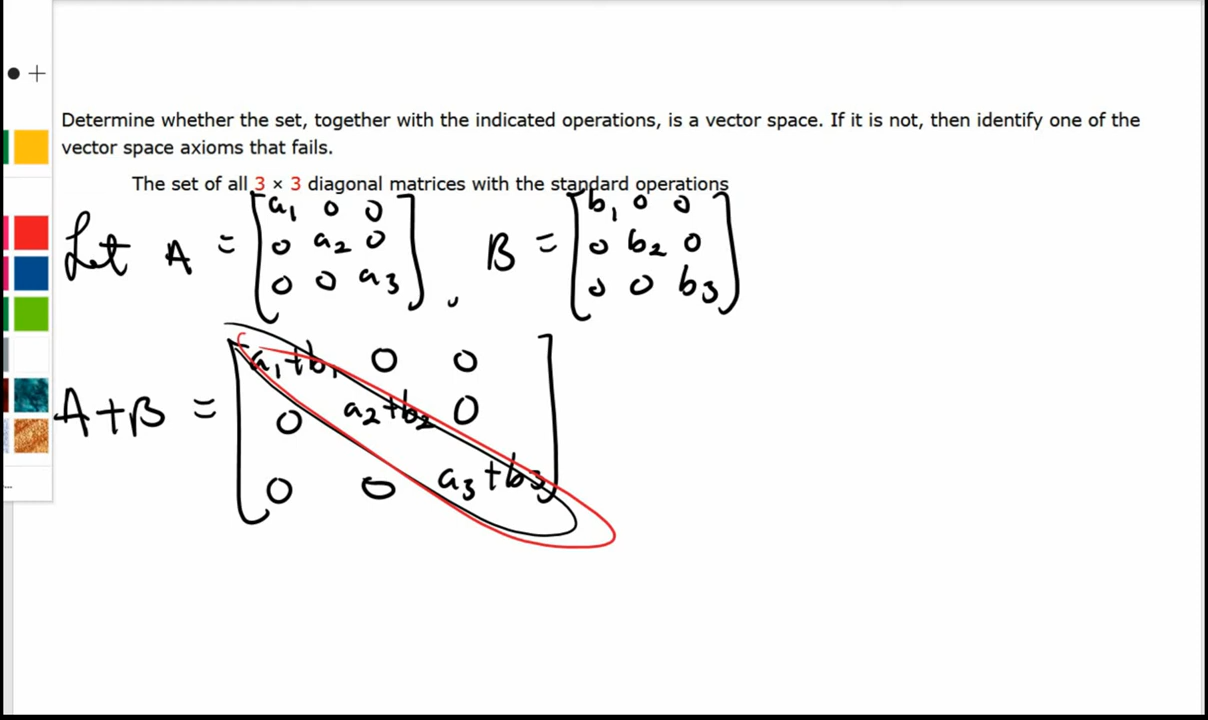 Determine whether the set, together with the indicated operations, is a vector space. If it is not, then identify one of the
vector space axioms that fails.
The set of all 3 × 3 diagonal matrices with the standard operations
Let A = [a₁ 0 0
0 a₂ 0
0 0 a₃], B = [b₁ 0 0
0 b₂ 0
0 0 b₃]
A+B = [a₁+b₁ 0 0
0 a₂+b₂ 0
0 0 a₃+b₃]